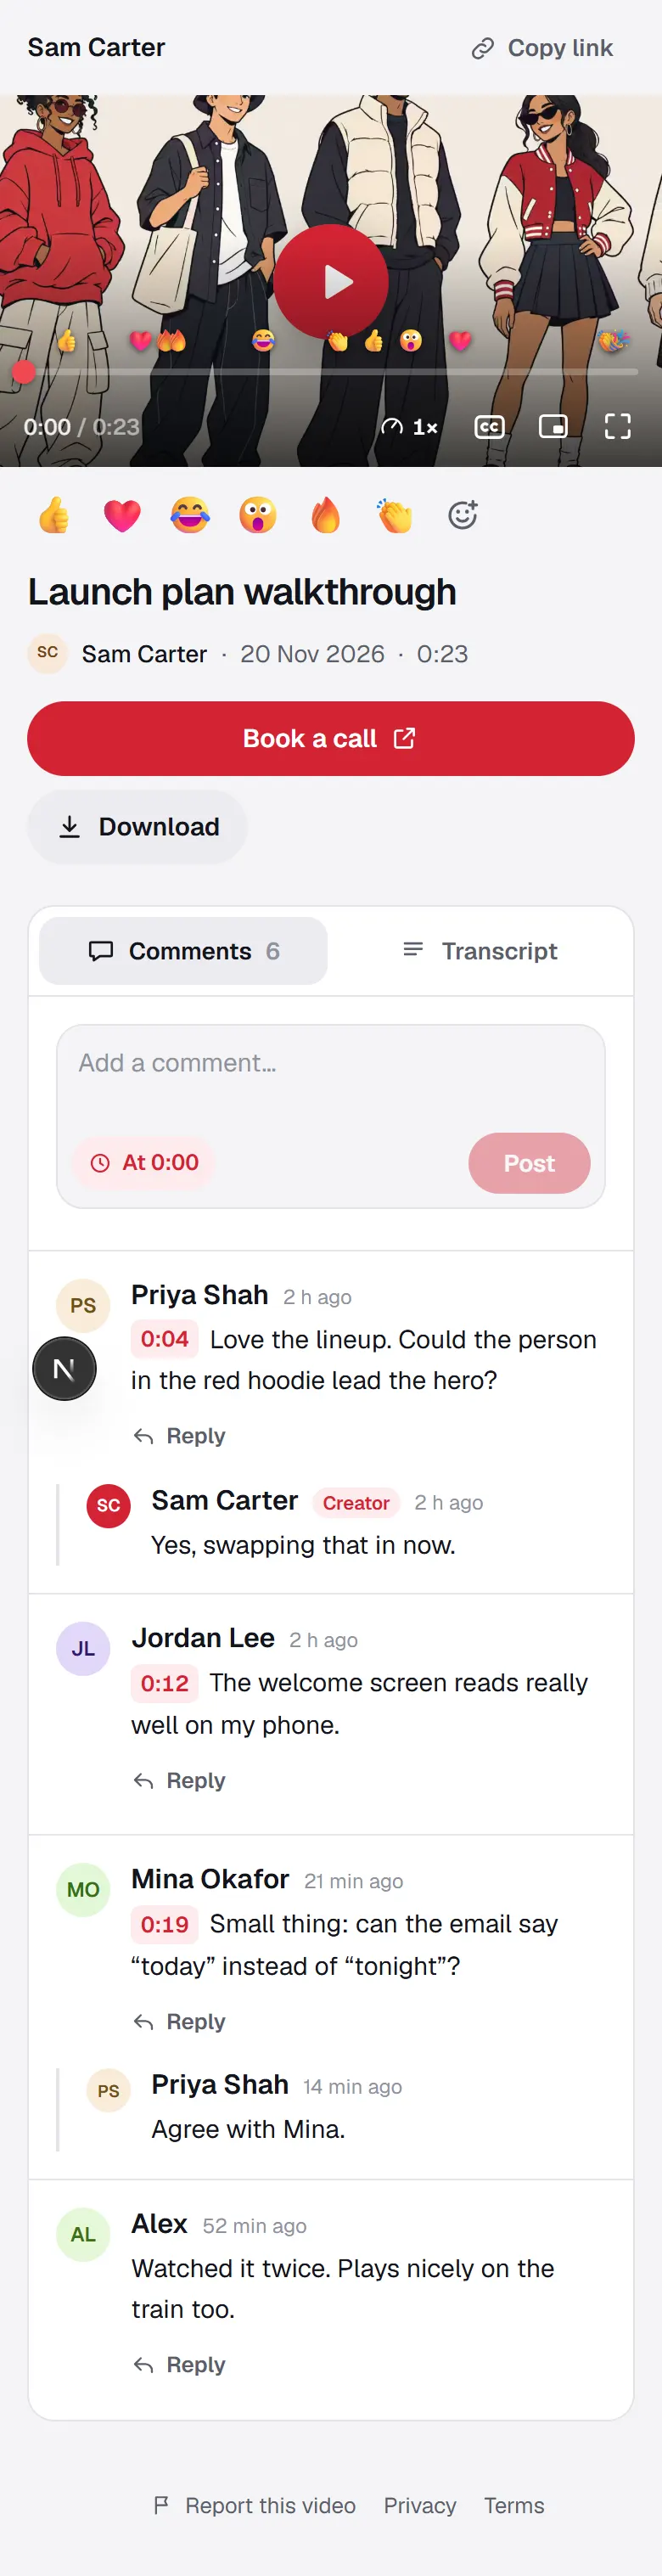 Sam Carter
Copy link
0:00 / 0:23
1×
CC
Launch plan walkthrough
SC Sam Carter · 20 Nov 2026 · 0:23
Book a call
Download
Comments 6
Transcript
Add a comment…
At 0:00
Post
PS Priya Shah 2 h ago
0:04 Love the lineup. Could the person
in the red hoodie lead the hero?
N
Reply
SC Sam Carter Creator 2 h ago
Yes, swapping that in now.
JL Jordan Lee 2 h ago
0:12 The welcome screen reads really
well on my phone.
Reply
MO Mina Okafor 21 min ago
0:19 Small thing: can the email say
“today” instead of “tonight”?
Reply
PS Priya Shah 14 min ago
Agree with Mina.
AL Alex 52 min ago
Watched it twice. Plays nicely on the
train too.
Reply
Report this video Privacy Terms